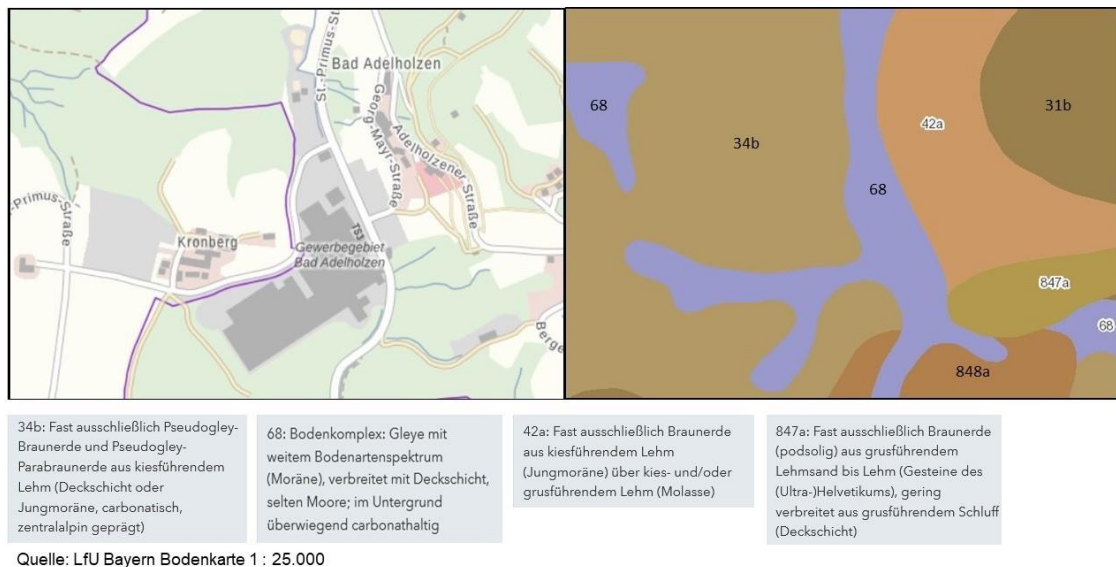 St.-Primus-St
Bad Adelholzen
Georg-Mayr-Straße
Adelholzener-Straße
-Primus-Straße
Kronberg
TS3
Gewerbegebiet
Bad Adelholzen
Berge
68
34b
68
42a
31b
847a
68
848a
34b: Fast ausschließlich Pseudogley-
Braunerde und Pseudogley-
Parabraunerde aus kiesführendem
Lehm (Deckschicht oder
Jungmoräne, carbonatisch,
zentralalpin geprägt)
68: Bodenkomplex: Gleye mit
weitem Bodenartenspektrum
(Moräne), verbreitet mit Deckschicht,
selten Moore; im Untergrund
überwiegend carbonathaltig
42a: Fast ausschließlich Braunerde
aus kiesführendem Lehm
(Jungmoräne) über kies- und/oder
grusführendem Lehm (Molasse)
847a: Fast ausschließlich Braunerde
(podsolig) aus grusführendem
Lehmsand bis Lehm (Gesteine des
(Ultra-)Helvetikums), gering
verbreitet aus grusführendem Schluff
(Deckschicht)
Quelle: LfU Bayern Bodenkarte 1 : 25.000